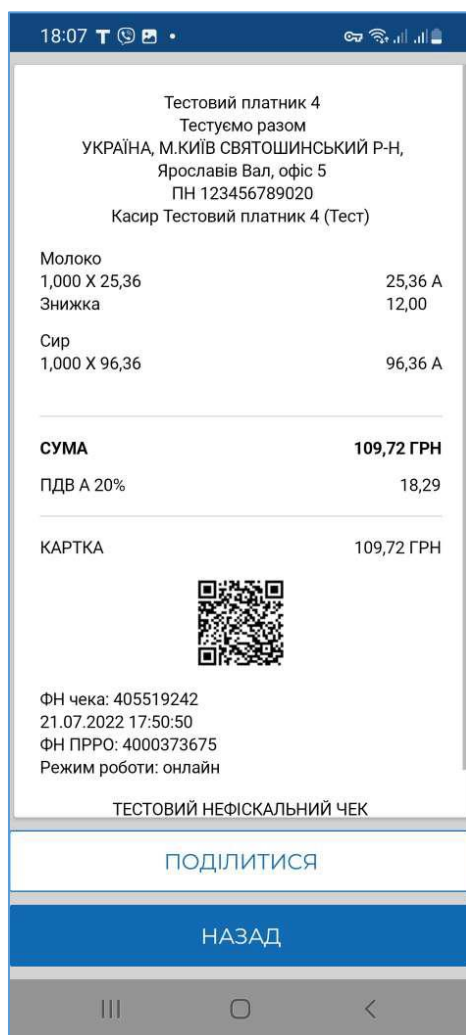 18:07
Тестовий платник 4
Тестуємо разом
УКРАЇНА, М.КИЇВ СВЯТОШИНСЬКИЙ Р-Н,
Ярославів Вал, офіс 5
ПН 123456789020
Касир Тестовий платник 4 (Тест)
Молоко
1,000 X 25,36 25,36 А
Знижка 12,00
Сир
1,000 X 96,36 96,36 А
СУМА 109,72 ГРН
ПДВ А 20% 18,29
КАРТКА 109,72 ГРН
ФН чека: 405519242
21.07.2022 17:50:50
ФН ПРРО: 4000373675
Режим роботи: онлайн
ТЕСТОВИЙ НЕФІСКАЛЬНИЙ ЧЕК
ПОДІЛИТИСЯ
НАЗАД